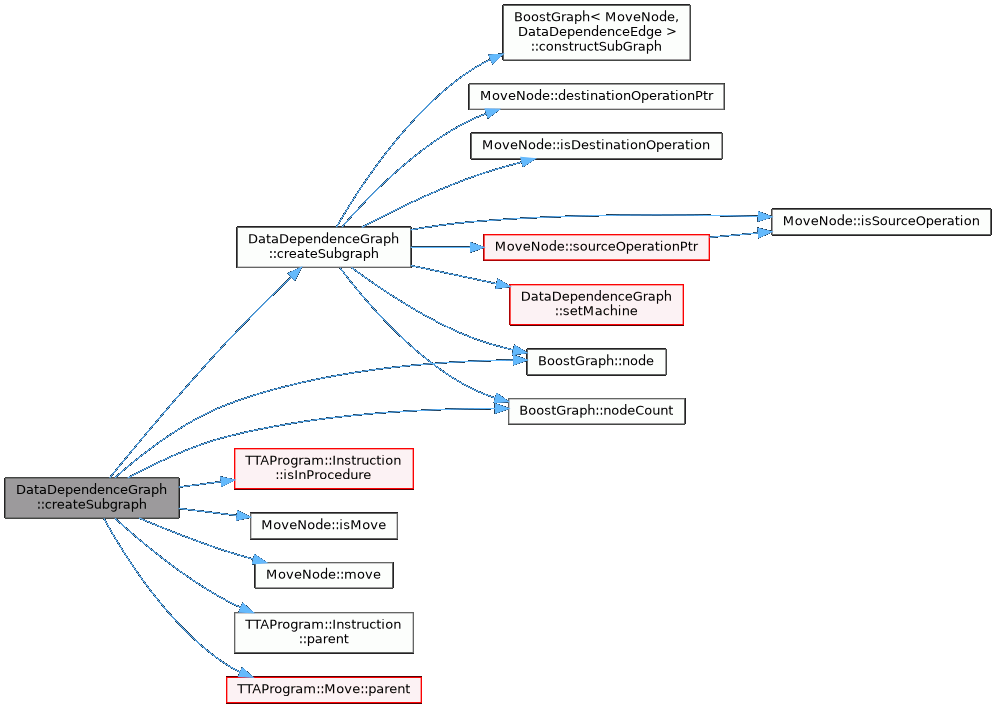 BoostGraph< MoveNode,
DataDependenceEdge >
::constructSubGraph
MoveNode::destinationOperationPtr
MoveNode::isDestinationOperation
MoveNode::isSourceOperation
DataDependenceGraph
::createSubgraph
MoveNode::sourceOperationPtr
DataDependenceGraph
::setMachine
BoostGraph::node
BoostGraph::nodeCount
TTAProgram::Instruction
::isInProcedure
DataDependenceGraph
::createSubgraph
MoveNode::isMove
MoveNode::move
TTAProgram::Instruction
::parent
TTAProgram::Move::parent